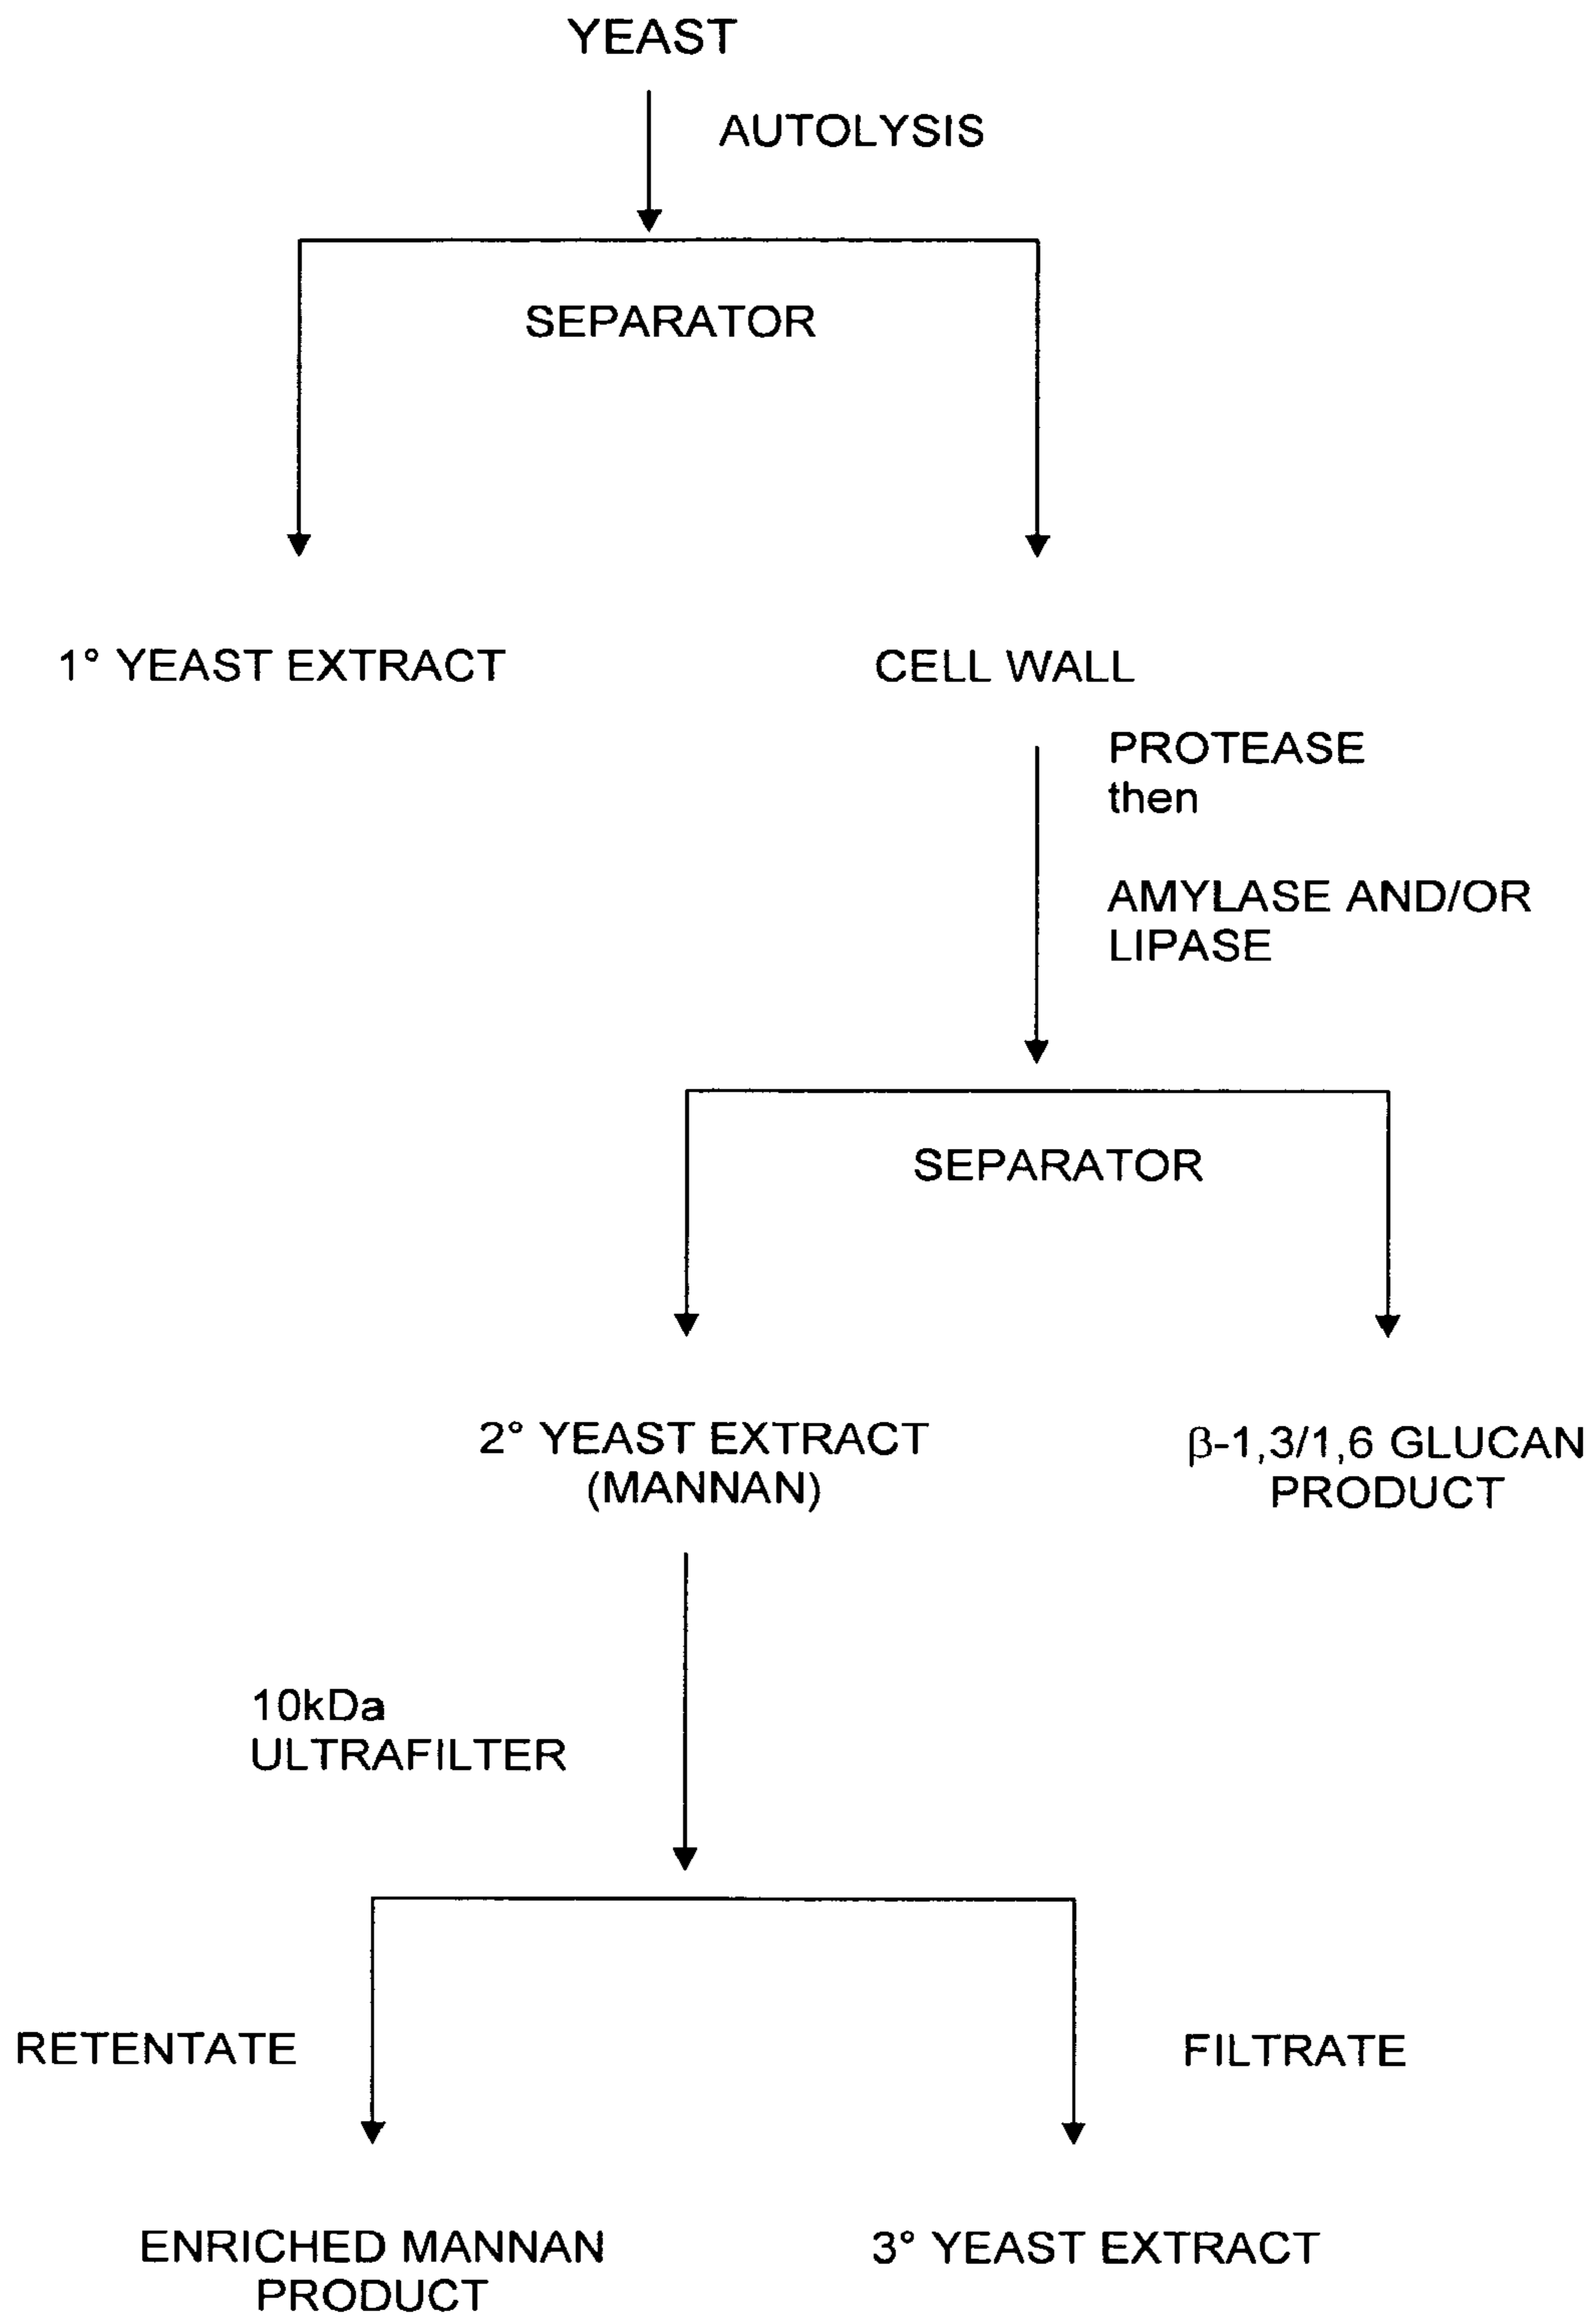 YEAST
AUTOLYSIS
SEPARATOR
1° YEAST EXTRACT
CELL WALL
PROTEASE
then
AMYLASE AND/OR
LIPASE
SEPARATOR
2° YEAST EXTRACT
(MANNAN)
β-1,3/1,6 GLUCAN
PRODUCT
10kDa
ULTRAFILTER
RETENTATE
FILTRATE
ENRICHED MANNAN
PRODUCT
3° YEAST EXTRACT